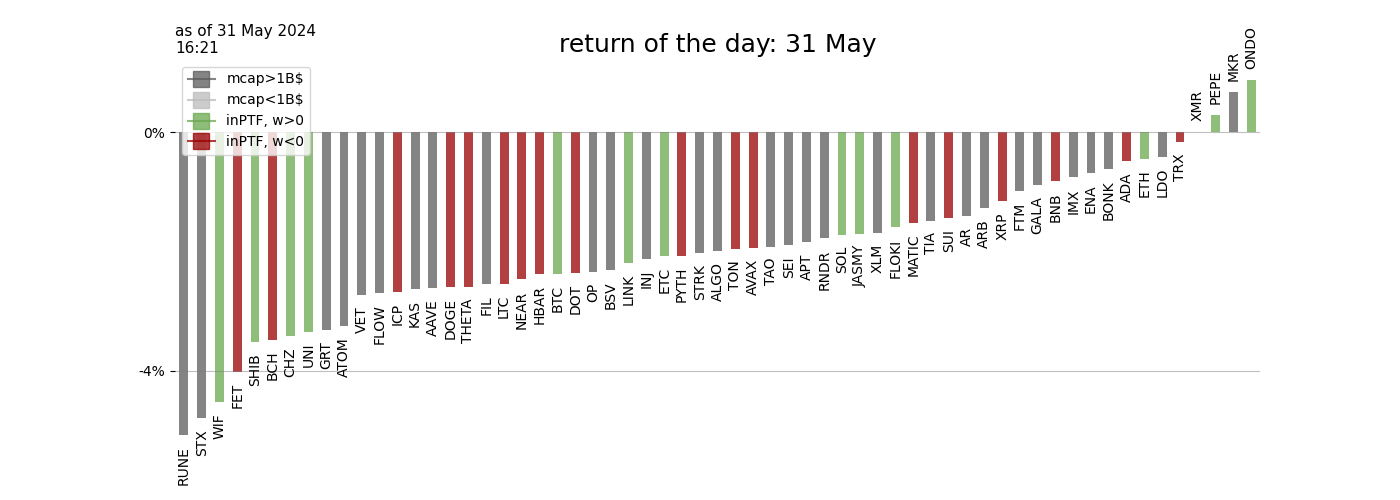 as of 31 May 2024
16:21
return of the day: 31 May
mcap>1B$
mcap<1B$
inPTF, w>0
inPTF, w<0
0%
-4%
RUNE
STX
WIF
FET
SHIB
BCH
CHZ
UNI
GRT
ATOM
VET
FLOW
ICP
KAS
AAVE
DOGE
THETA
FIL
LTC
NEAR
HBAR
BTC
DOT
OP
BSV
LINK
INJ
ETC
PYTH
STRK
ALGO
TON
AVAX
TAO
SEI
APT
RNDR
SOL
JASMY
XLM
FLOKI
MATIC
TIA
SUI
AR
ARB
XRP
FTM
GALA
BNB
IMX
ENA
BONK
ADA
ETH
LDO
TRX
XMR
PEPE
MKR
ONDO